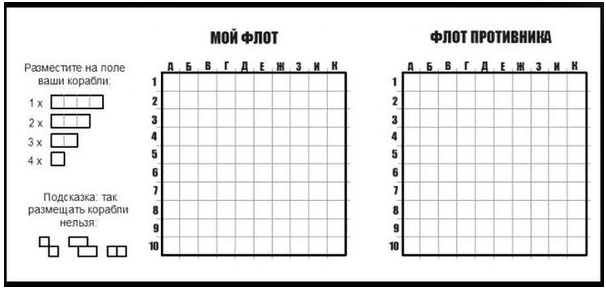 МОЙ ФЛОТ
ФЛОТ ПРОТИВНИКА
Разместите на поле
ваши корабли:
1 x
2 x
3 x
4 x
Подсказка: так
размещать корабли
нельзя:
А Б В Г Д Е Ж З И К
1
2
3
4
5
6
7
8
9
10
А Б В Г Д Е Ж З И К
1
2
3
4
5
6
7
8
9
10